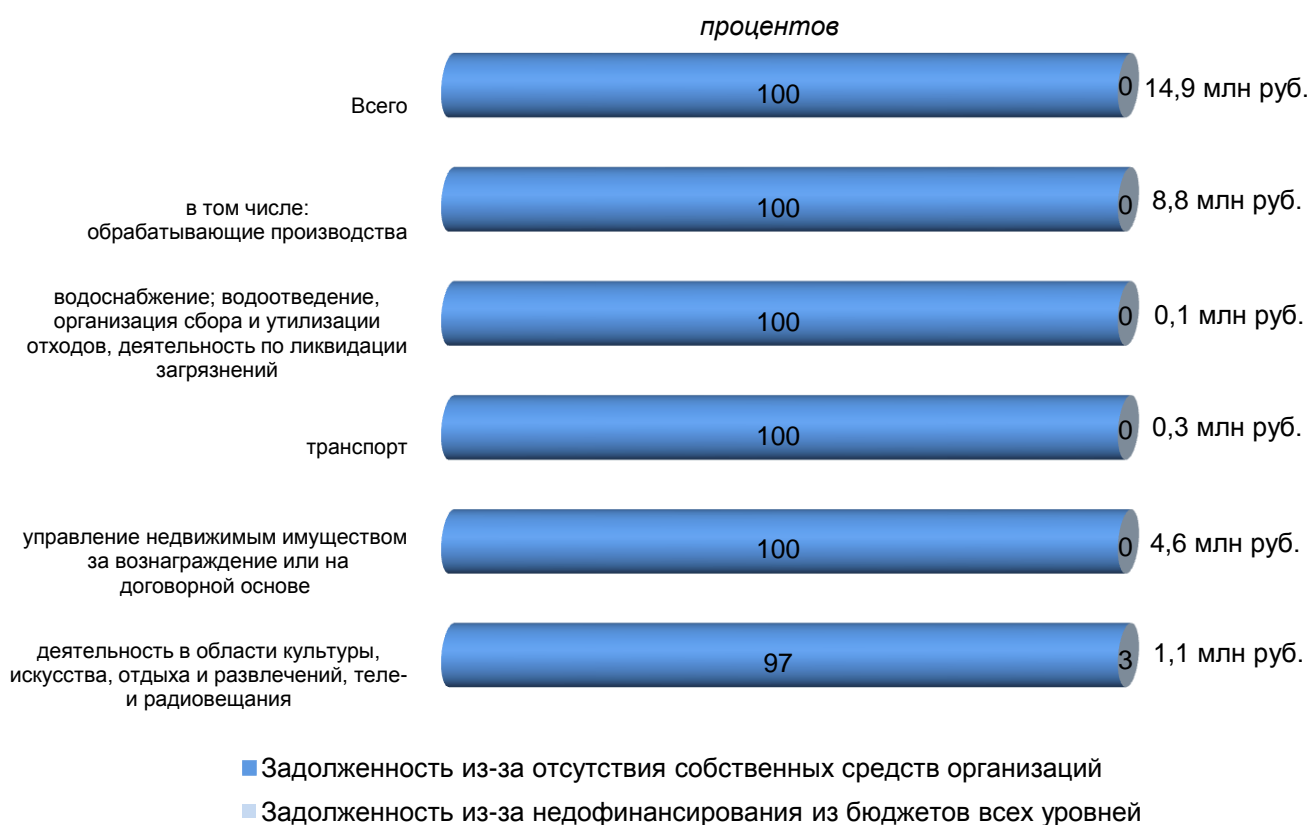 процентов
Всего
100
0
14,9 млн руб.
в том числе:
обрабатывающие производства
100
0
8,8 млн руб.
водоснабжение; водоотведение,
организация сбора и утилизации
отходов, деятельность по ликвидации
загрязнений
100
0
0,1 млн руб.
транспорт
100
0
0,3 млн руб.
управление недвижимым имуществом
за вознаграждение или на
договорной основе
100
0
4,6 млн руб.
деятельность в области культуры,
искусства, отдыха и развлечений, теле-
и радиовещания
97
3
1,1 млн руб.
Задолженность из-за отсутствия собственных средств организаций
Задолженность из-за недофинансирования из бюджетов всех уровней